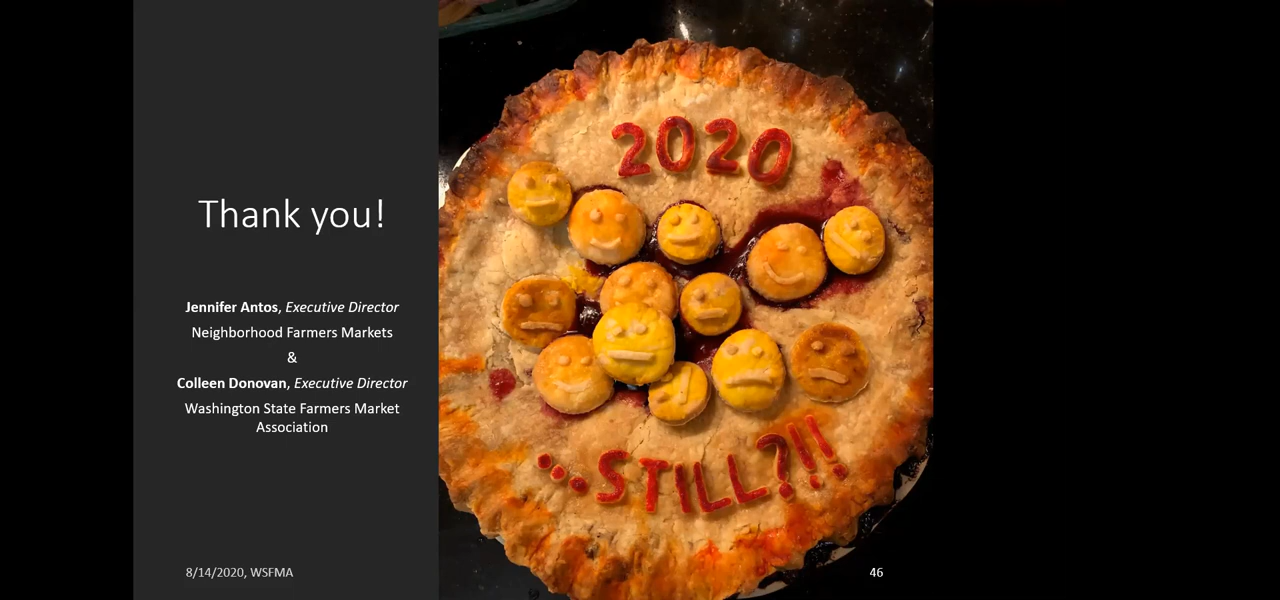 Thank you!
Jennifer Antos, Executive Director
Neighborhood Farmers Markets
&
Colleen Donovan, Executive Director
Washington State Farmers Market
Association
8/14/2020, WSFMA
2020
...STILL?!!
46